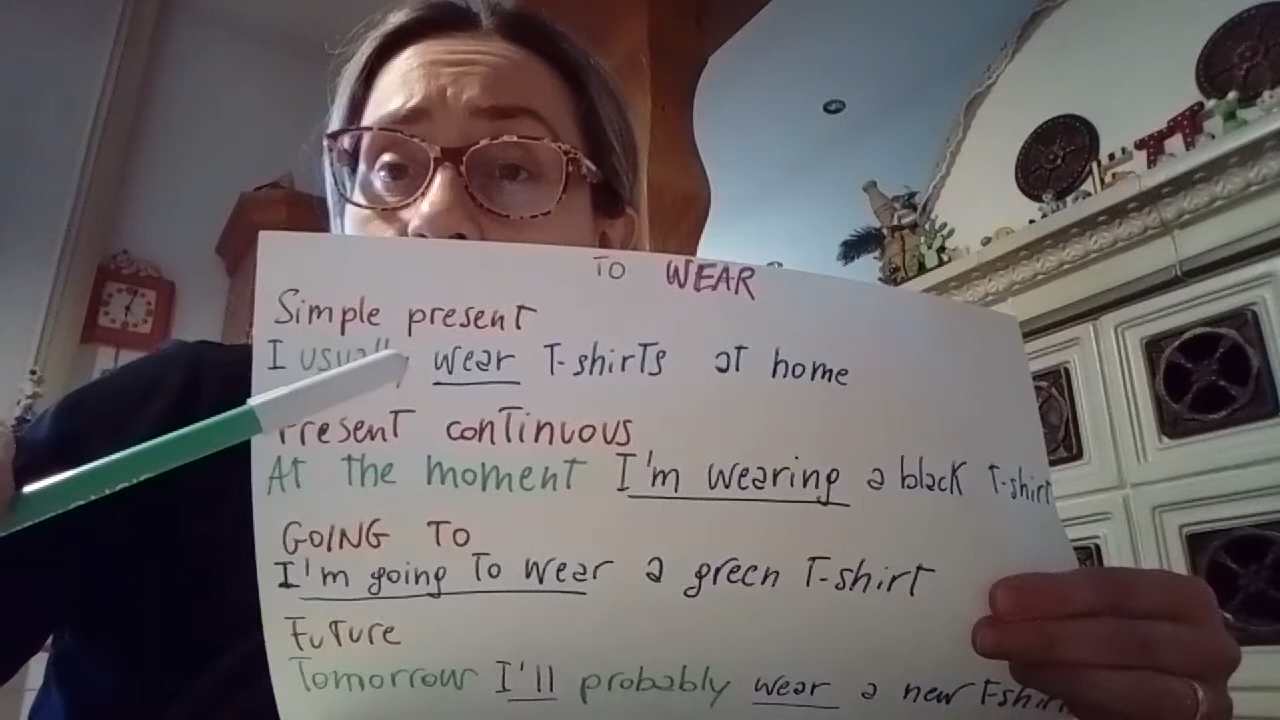 TO WEAR
Simple present
I usually wear T-shirts at home
Present continuous
At the moment I'm wearing a black T-shirt
GOING TO
I'm going to wear a green T-shirt
Future
Tomorrow I'll probably wear a new T-shirt